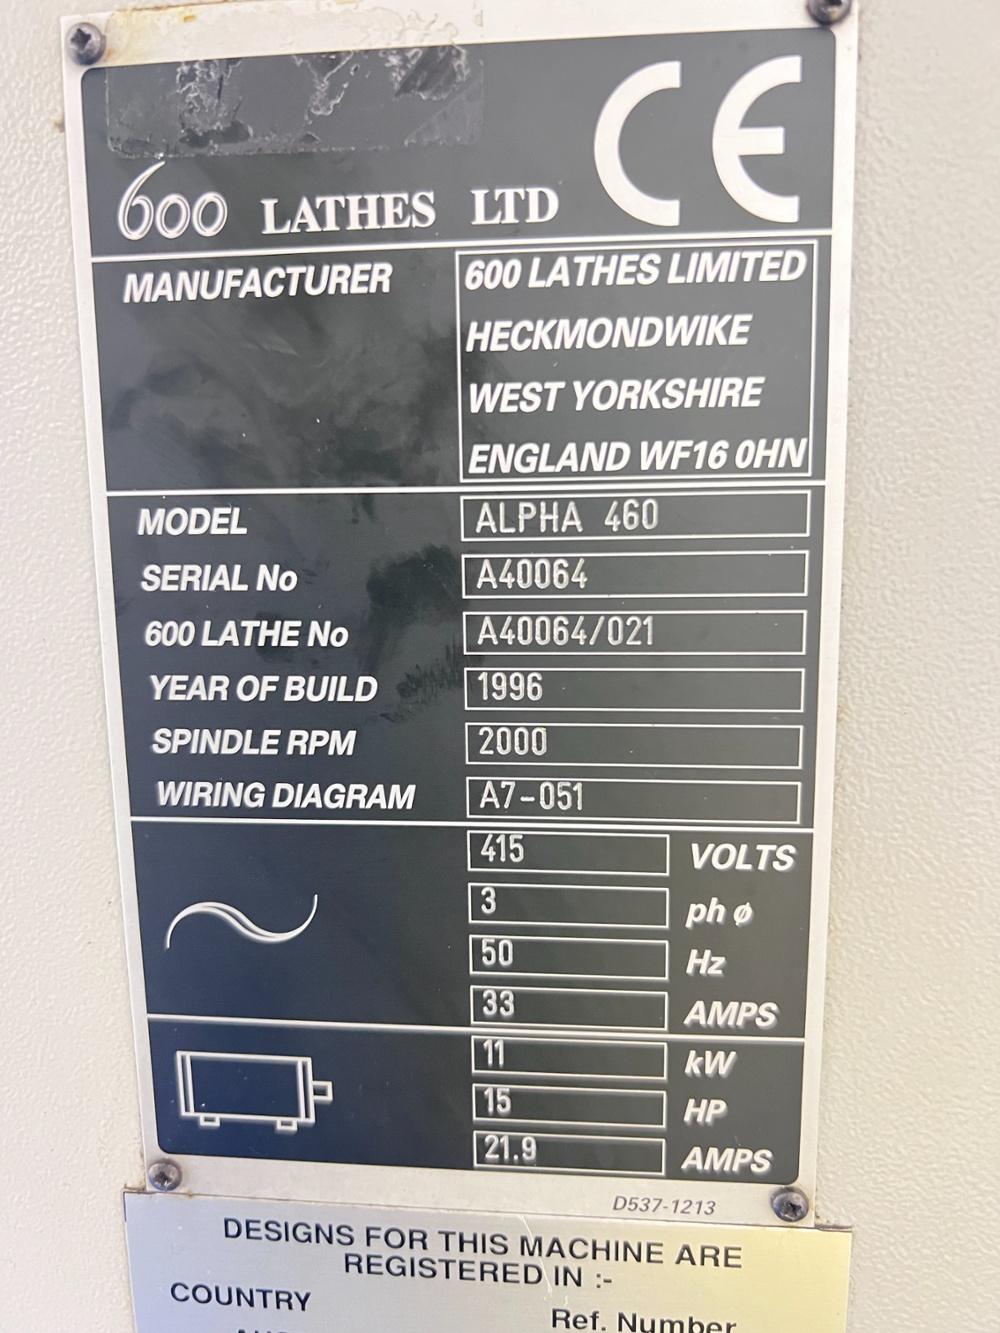 CE
600 LATHES LTD
MANUFACTURER 600 LATHES LIMITED
HECKMONDWIKE
WEST YORKSHIRE
ENGLAND WF16 0HN
MODEL ALPHA 460
SERIAL No A40064
600 LATHE No A40064/021
YEAR OF BUILD 1996
SPINDLE RPM 2000
WIRING DIAGRAM A7-051
415 VOLTS
3 ph ø
50 Hz
33 AMPS
11 kW
15 HP
21.9 AMPS
D537-1213
DESIGNS FOR THIS MACHINE ARE
REGISTERED IN :-
COUNTRY Ref. Number